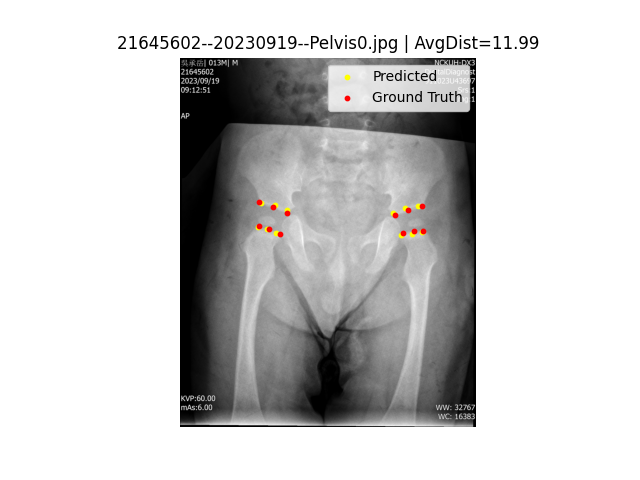 21645602--20230919--Pelvis0.jpg | AvgDist=11.99
013M| M
21645602
2023/09/19
09:12:51
AP
NCKUH-DX3
Predicted
Ground Truth
KVP:60.00
mAs:6.00
WW: 32767
WC: 16383